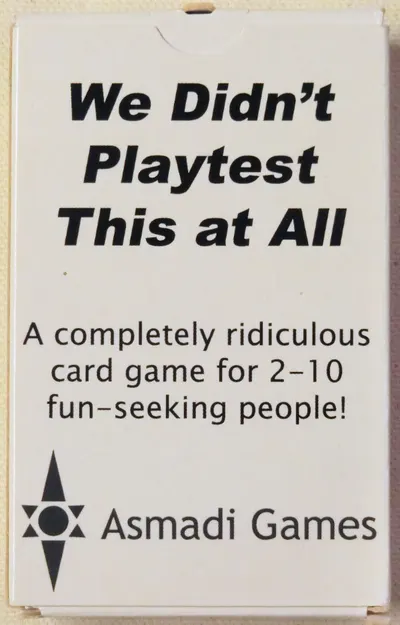 We Didn't
Playtest
This at All
A completely ridiculous
card game for 2-10
fun-seeking people!
Asmadi Games